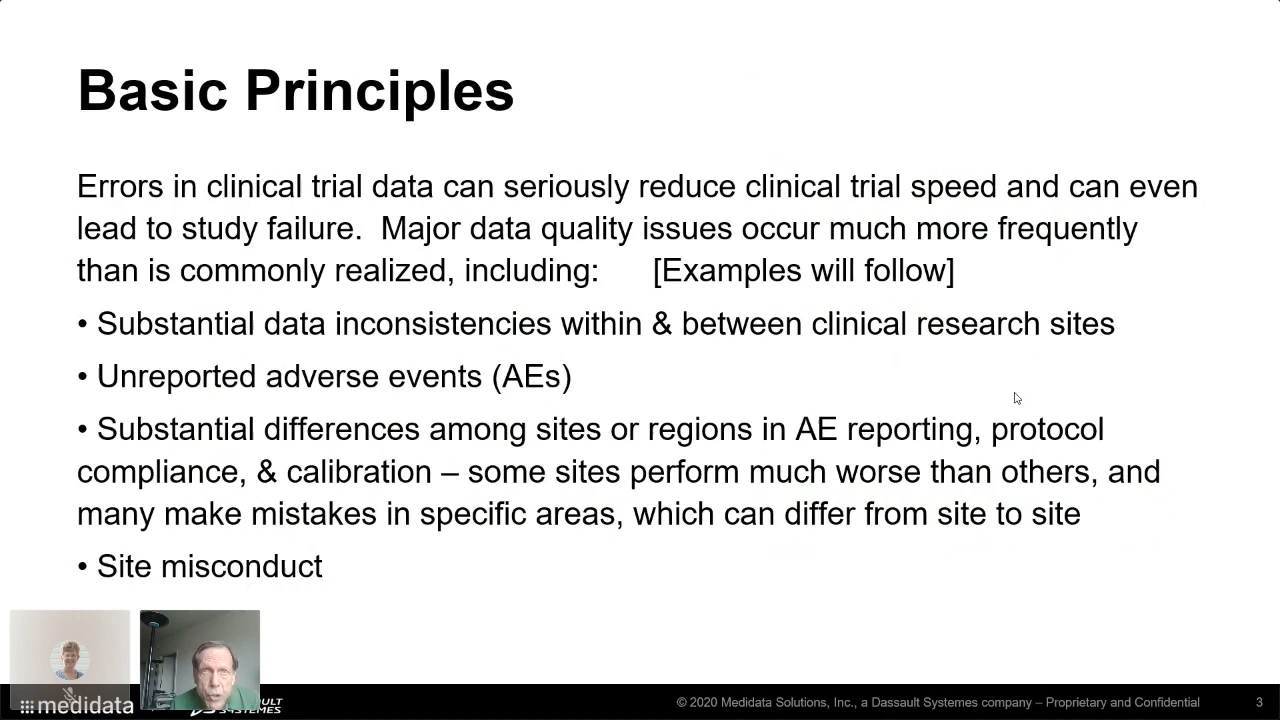 Basic Principles
Errors in clinical trial data can seriously reduce clinical trial speed and can even
lead to study failure.  Major data quality issues occur much more frequently
than is commonly realized, including:      [Examples will follow]
• Substantial data inconsistencies within & between clinical research sites
• Unreported adverse events (AEs)
• Substantial differences among sites or regions in AE reporting, protocol
compliance, & calibration – some sites perform much worse than others, and
many make mistakes in specific areas, which can differ from site to site
• Site misconduct
medidata
© 2020 Medidata Solutions, Inc., a Dassault Systemes company – Proprietary and Confidential
3